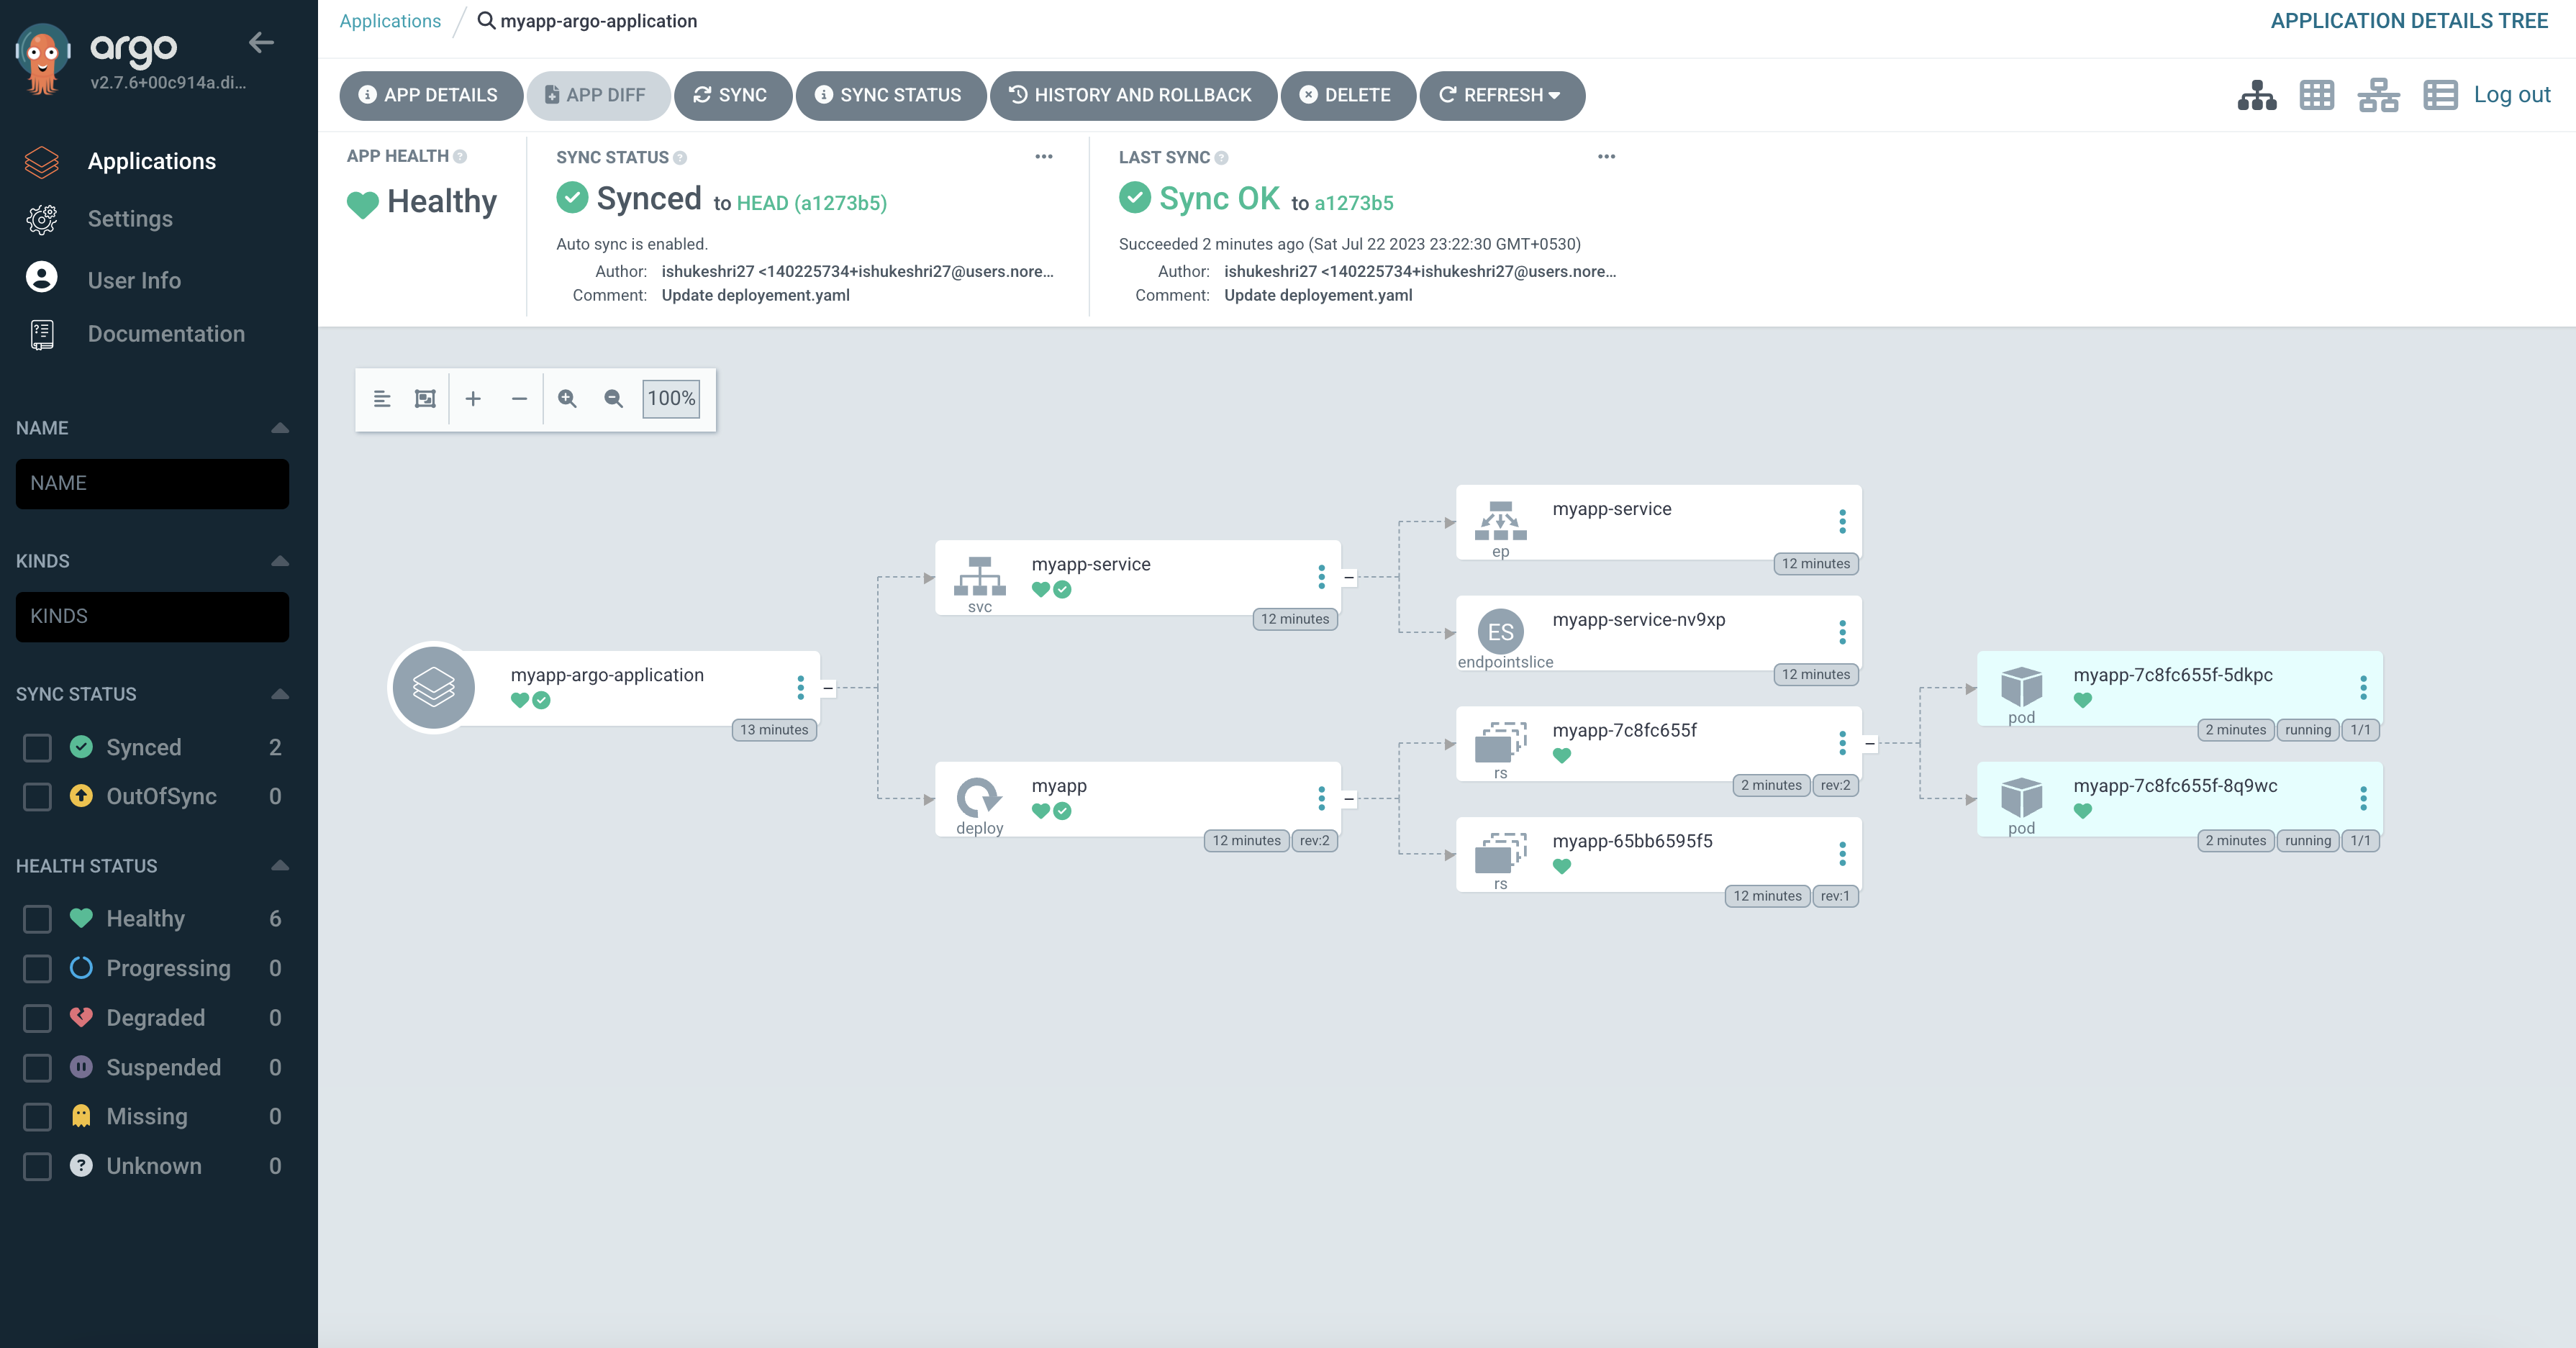 argo
v2.7.6+00c914a.di...
Applications
Settings
User Info
Documentation
NAME
NAME
KINDS
KINDS
SYNC STATUS
Synced 2
OutOfSync 0
HEALTH STATUS
Healthy 6
Progressing 0
Degraded 0
Suspended 0
Missing 0
Unknown 0
Applications / myapp-argo-application
APPLICATION DETAILS TREE
APP DETAILS APP DIFF SYNC SYNC STATUS HISTORY AND ROLLBACK DELETE REFRESH
Log out
APP HEALTH
Healthy
SYNC STATUS
Synced to HEAD (a1273b5)
Auto sync is enabled.
Author: ishukeshri27 <140225734+ishukeshri27@users.nore...
Comment: Update deployement.yaml
LAST SYNC
Sync OK to a1273b5
Succeeded 2 minutes ago (Sat Jul 22 2023 23:22:30 GMT+0530)
Author: ishukeshri27 <140225734+ishukeshri27@users.nore...
Comment: Update deployement.yaml
100%
myapp-argo-application
13 minutes
myapp-service
svc
12 minutes
myapp
deploy
12 minutes rev:2
myapp-service
ep
12 minutes
ES
myapp-service-nv9xp
endpointslice
12 minutes
myapp-7c8fc655f
rs
2 minutes rev:2
myapp-65bb6595f5
rs
12 minutes rev:1
myapp-7c8fc655f-5dkpc
pod
2 minutes running 1/1
myapp-7c8fc655f-8q9wc
pod
2 minutes running 1/1